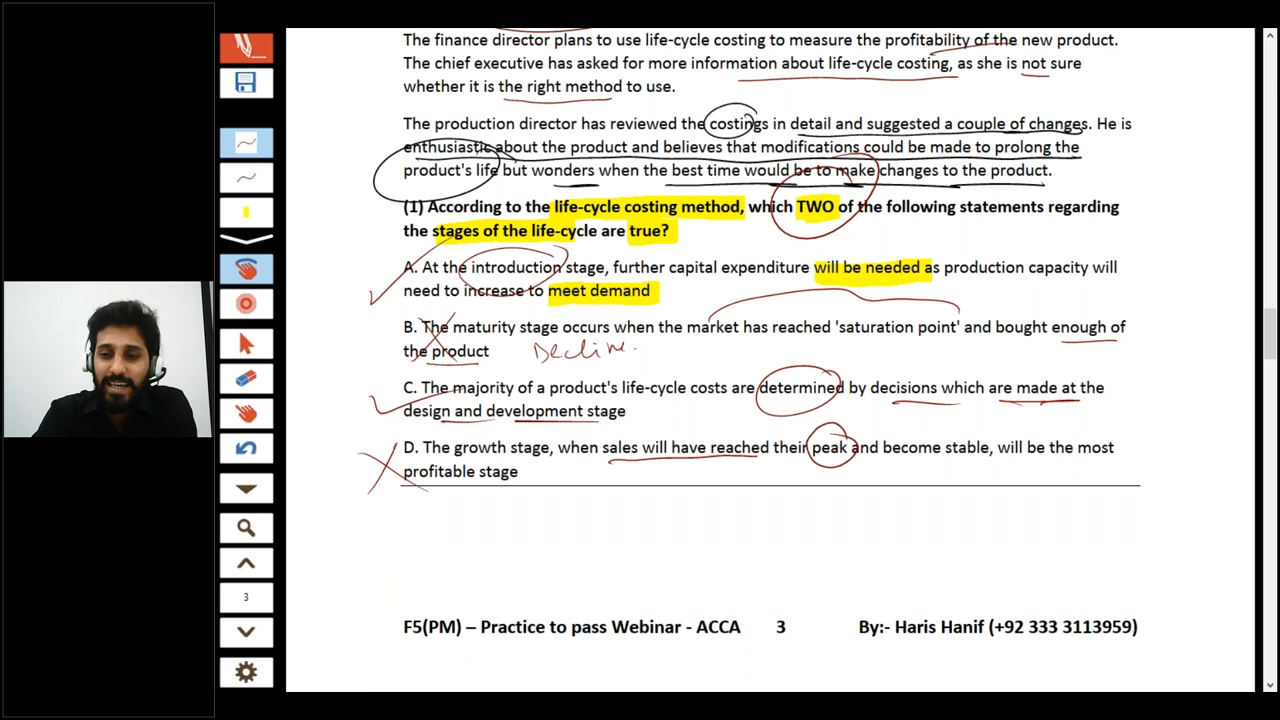 The finance director plans to use life-cycle costing to measure the profitability of the new product.
The chief executive has asked for more information about life-cycle costing, as she is not sure
whether it is the right method to use.
The production director has reviewed the costings in detail and suggested a couple of changes. He is
enthusiastic about the product and believes that modifications could be made to prolong the
product's life but wonders when the best time would be to make changes to the product.
(1) According to the life-cycle costing method, which TWO of the following statements regarding
the stages of the life-cycle are true?
A. At the introduction stage, further capital expenditure will be needed as production capacity will
need to increase to meet demand
B. The maturity stage occurs when the market has reached 'saturation point' and bought enough of
the product Decline.
C. The majority of a product's life-cycle costs are determined by decisions which are made at the
design and development stage
D. The growth stage, when sales will have reached their peak and become stable, will be the most
profitable stage
3
F5(PM) – Practice to pass Webinar - ACCA 3 By:- Haris Hanif (+92 333 3113959)